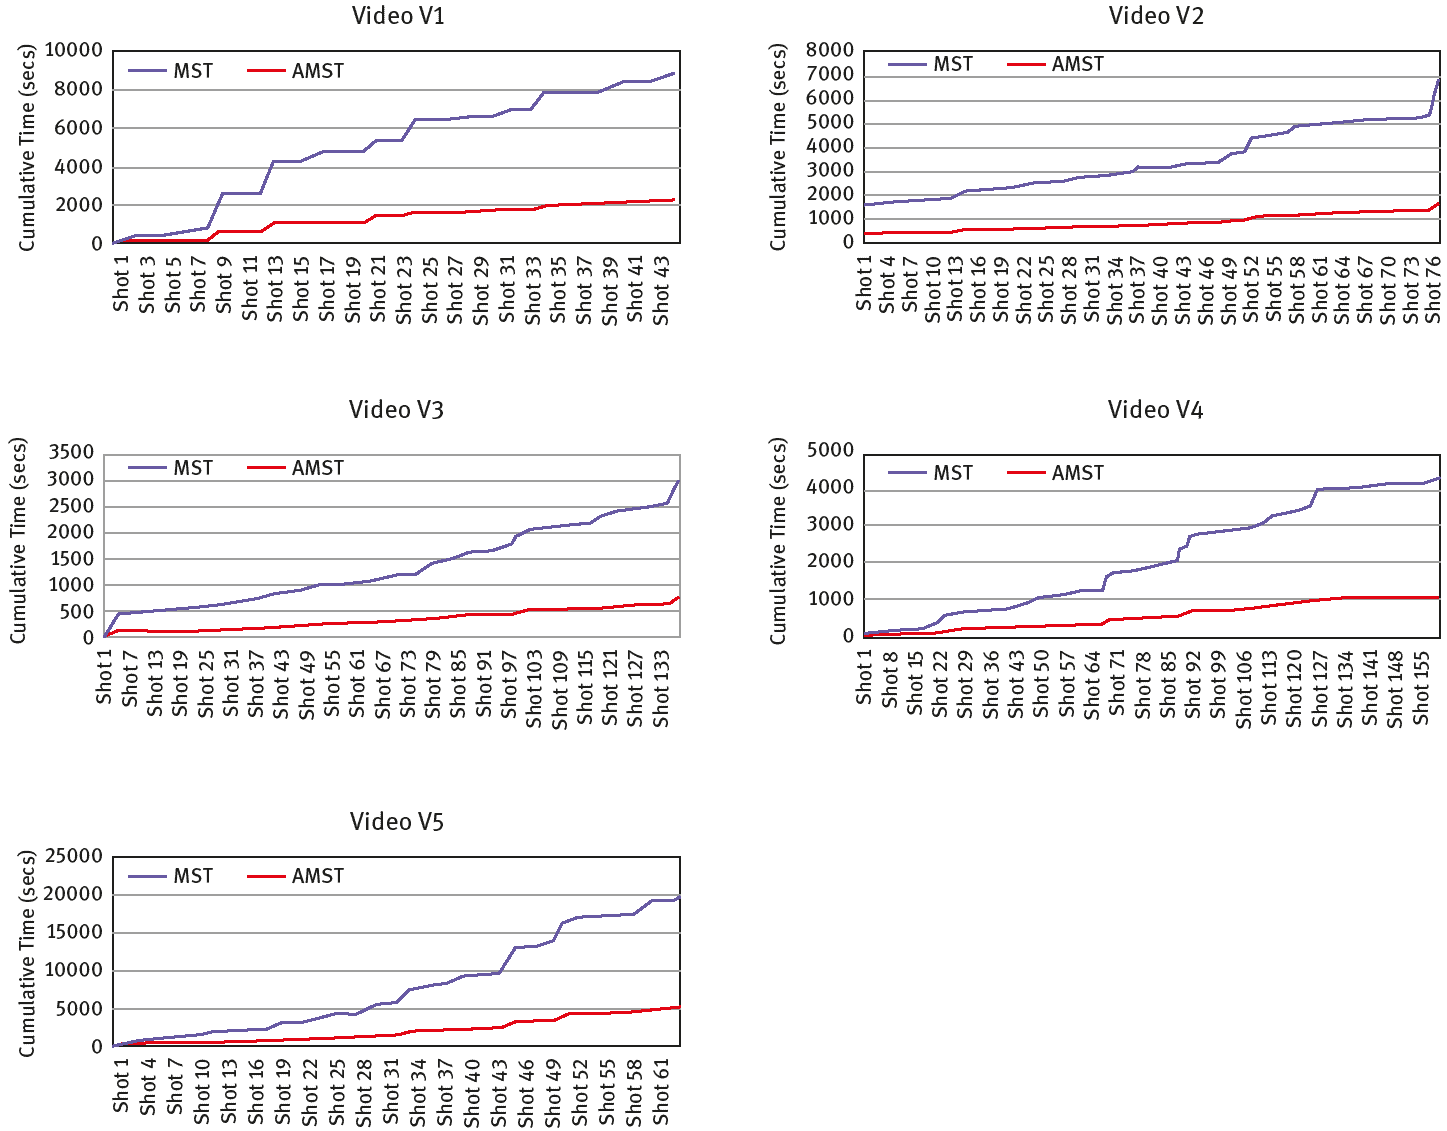 Video V1
Cumulative Time (secs)
10000
8000
6000
4000
2000
0
MST AMST
Shot 1 Shot 3 Shot 5 Shot 7 Shot 9 Shot 11 Shot 13 Shot 15 Shot 17 Shot 19 Shot 21 Shot 23 Shot 25 Shot 27 Shot 29 Shot 31 Shot 33 Shot 35 Shot 37 Shot 39 Shot 41 Shot 43
Video V2
Cumulative Time (secs)
8000
7000
6000
5000
4000
3000
2000
1000
0
MST AMST
Shot 1 Shot 4 Shot 7 Shot 10 Shot 13 Shot 16 Shot 19 Shot 22 Shot 25 Shot 28 Shot 31 Shot 34 Shot 37 Shot 40 Shot 43 Shot 46 Shot 49 Shot 52 Shot 55 Shot 58 Shot 61 Shot 64 Shot 67 Shot 70 Shot 73 Shot 76
Video V3
Cumulative Time (secs)
3500
3000
2500
2000
1500
1000
500
0
MST AMST
Shot 1 Shot 7 Shot 13 Shot 19 Shot 25 Shot 31 Shot 37 Shot 43 Shot 49 Shot 55 Shot 61 Shot 67 Shot 73 Shot 79 Shot 85 Shot 91 Shot 97 Shot 103 Shot 109 Shot 115 Shot 121 Shot 127 Shot 133
Video V4
Cumulative Time (secs)
5000
4000
3000
2000
1000
0
MST AMST
Shot 1 Shot 8 Shot 15 Shot 22 Shot 29 Shot 36 Shot 43 Shot 50 Shot 57 Shot 64 Shot 71 Shot 78 Shot 85 Shot 92 Shot 99 Shot 106 Shot 113 Shot 120 Shot 127 Shot 134 Shot 141 Shot 148 Shot 155
Video V5
Cumulative Time (secs)
25000
20000
15000
10000
5000
0
MST AMST
Shot 1 Shot 4 Shot 7 Shot 10 Shot 13 Shot 16 Shot 19 Shot 22 Shot 25 Shot 28 Shot 31 Shot 34 Shot 37 Shot 40 Shot 43 Shot 46 Shot 49 Shot 52 Shot 55 Shot 58 Shot 61